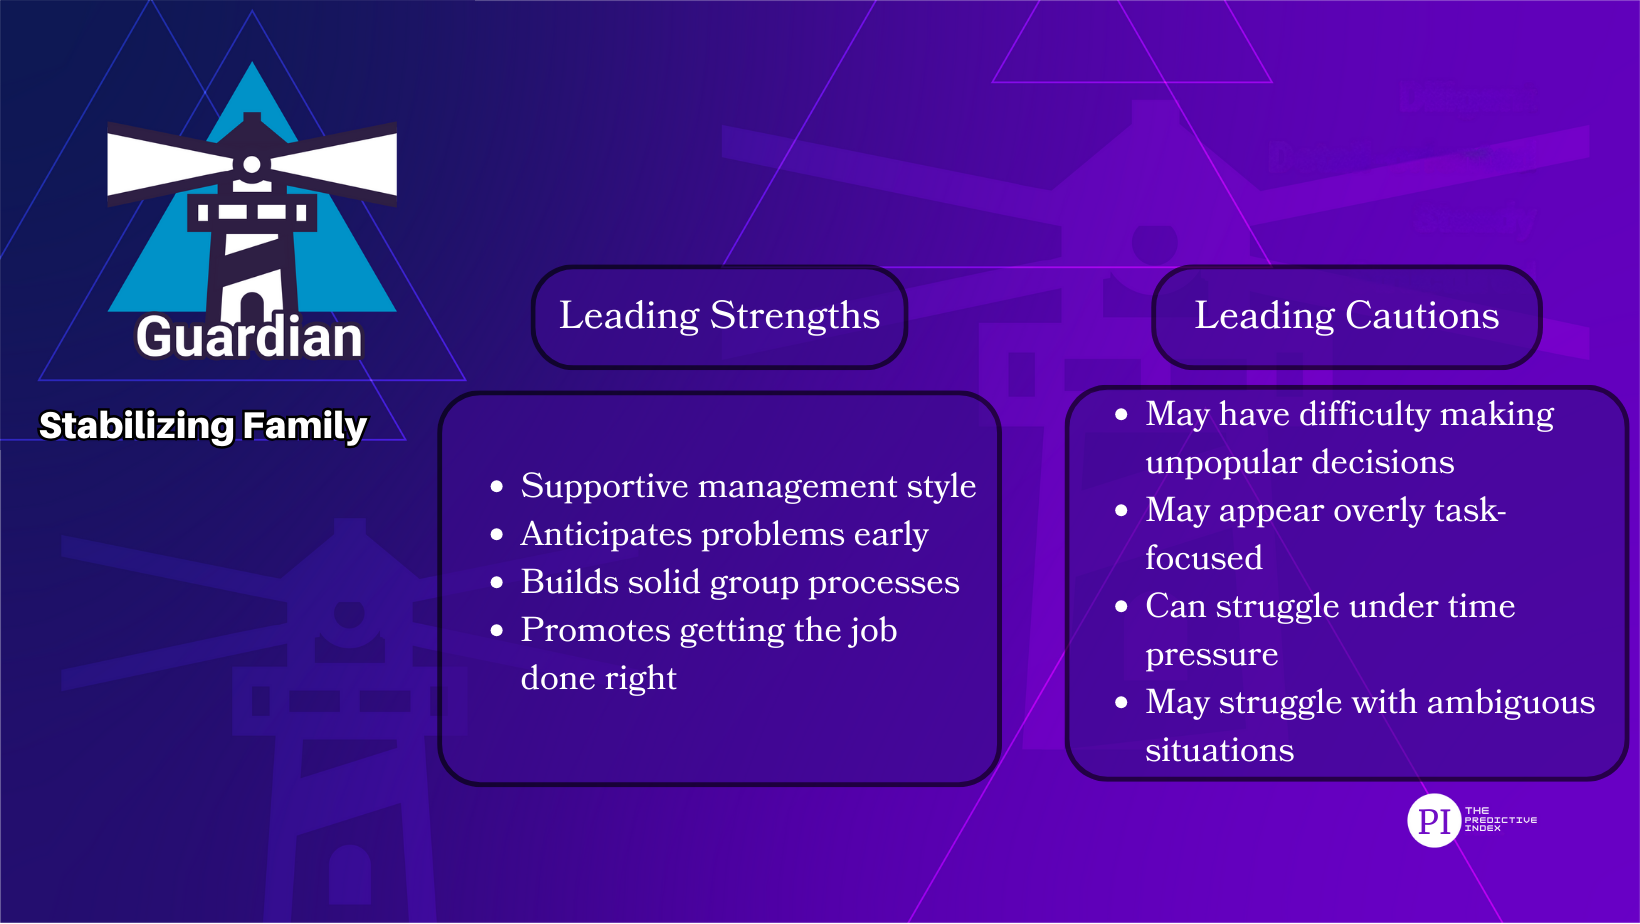 Guardian
Stabilizing Family
Leading Strengths
• Supportive management style
• Anticipates problems early
• Builds solid group processes
• Promotes getting the job
done right
Leading Cautions
• May have difficulty making
unpopular decisions
• May appear overly task-
focused
• Can struggle under time
pressure
• May struggle with ambiguous
situations
PI
THE
PREDICTIVE
INDEX